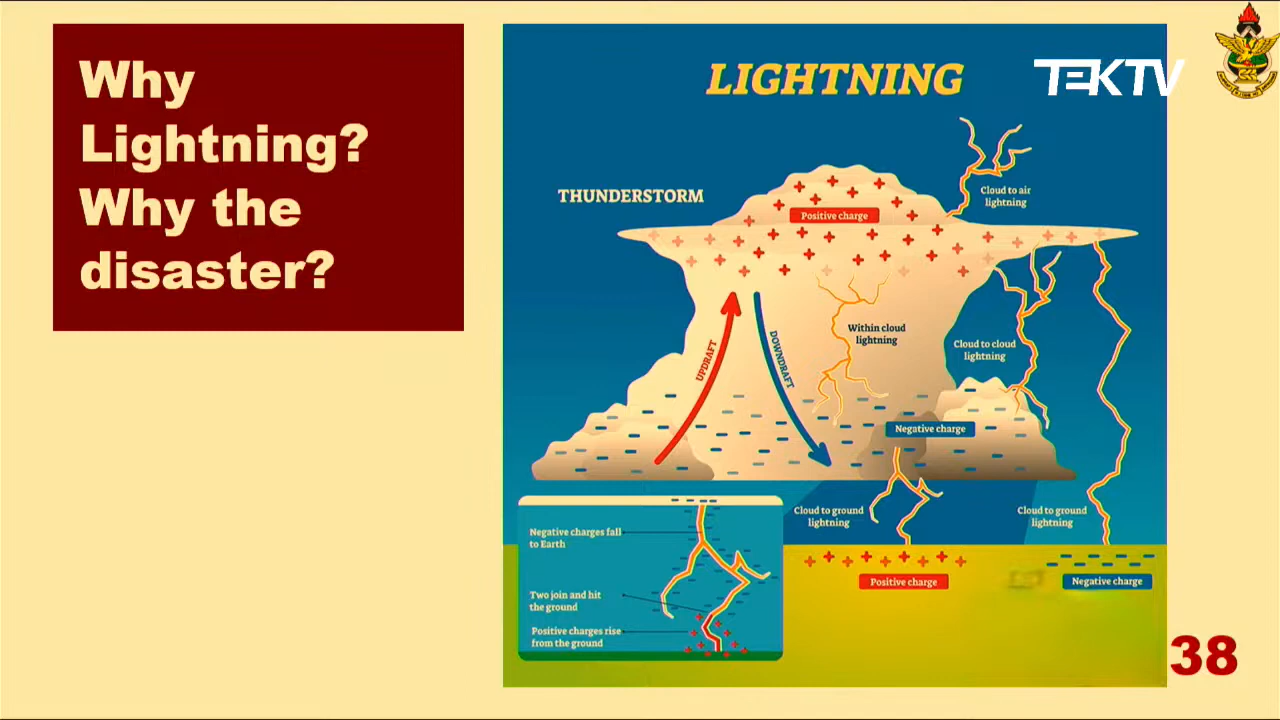 Why
Lightning?
Why the
disaster?
LIGHTNING
TEKTV
THUNDERSTORM
Positive charge
Cloud to air
lightning
UPDRAFT
DOWNDRAFT
Within cloud
lightning
Cloud to cloud
lightning
Negative charge
Cloud to ground
lightning
Cloud to ground
lightning
Negative charges fall
to Earth
Two join and hit
the ground
Positive charges rise
from the ground
Positive charge
Negative charge
38